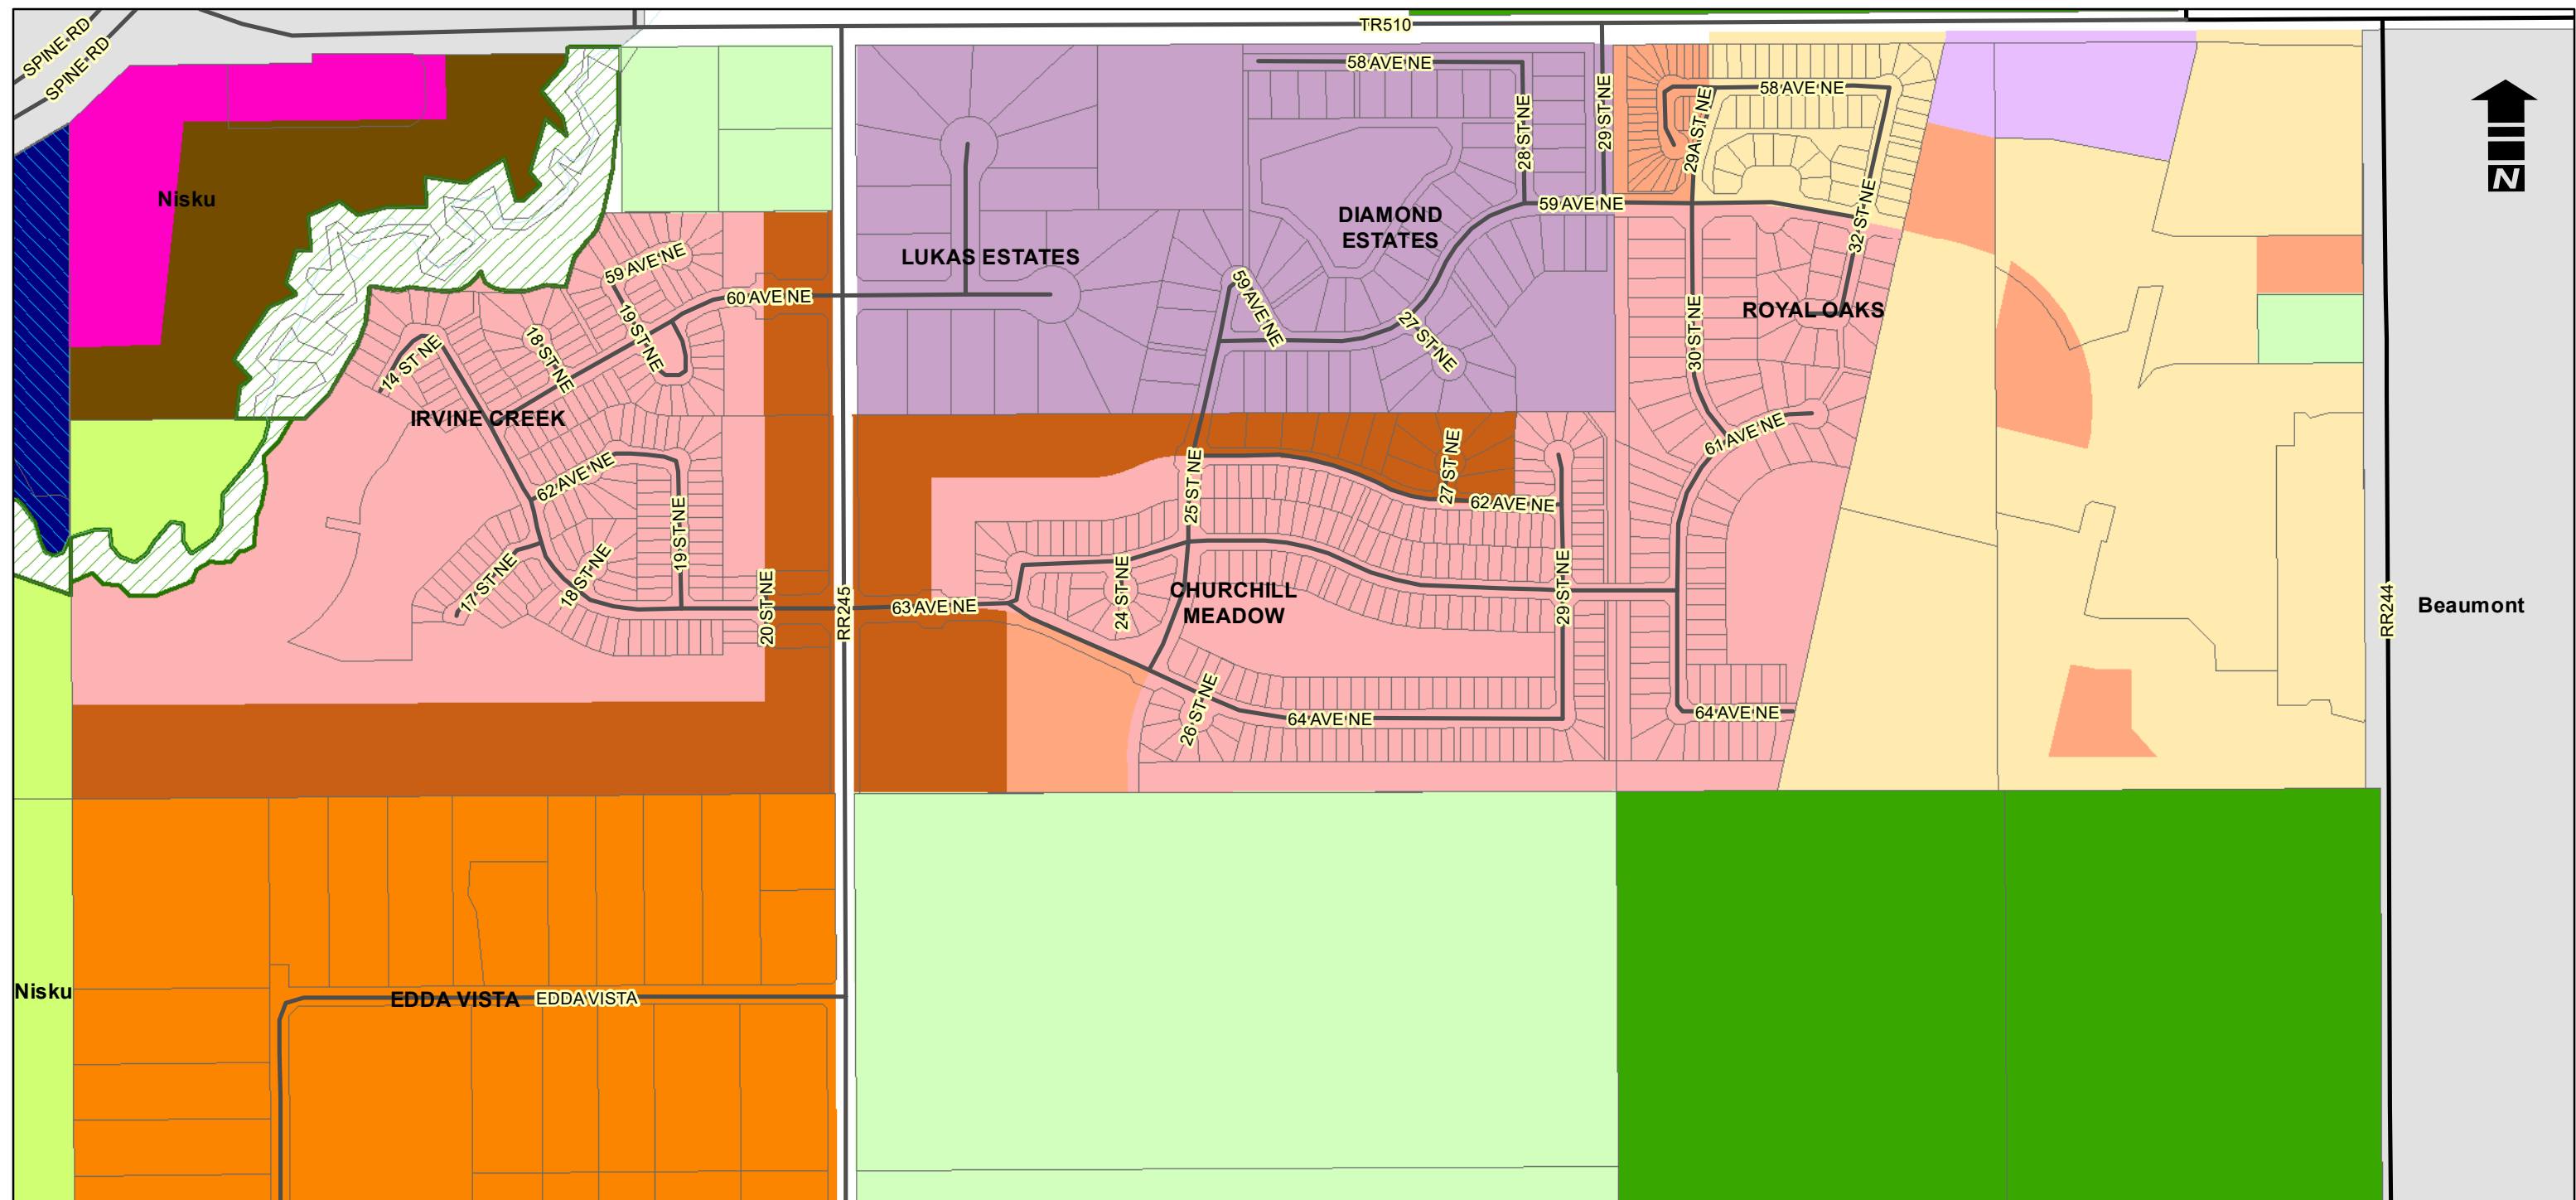 TR510
SPINE RD
SPINE RD
58 AVE NE
58 AVE NE
28 ST NE
29 ST NE
29A ST NE
N
Nisku
59 AVE NE
32 ST NE
DIAMOND
ESTATES
LUKAS ESTATES
59 AVE NE
60 AVE NE
59 AVE NE
ROYAL OAKS
19 ST NE
18 ST NE
14 ST NE
27 ST NE
30 ST NE
IRVINE CREEK
61 AVE NE
62 AVE NE
27 ST NE
25 ST NE
62 AVE NE
19 ST NE
17 ST NE
18 ST NE
20 ST NE
RR245
63 AVE NE
24 ST NE
CHURCHILL
MEADOW
29 ST NE
RR244
Beaumont
26 ST NE
64 AVE NE
64 AVE NE
Nisku
EDDA VISTA
EDDA VISTA